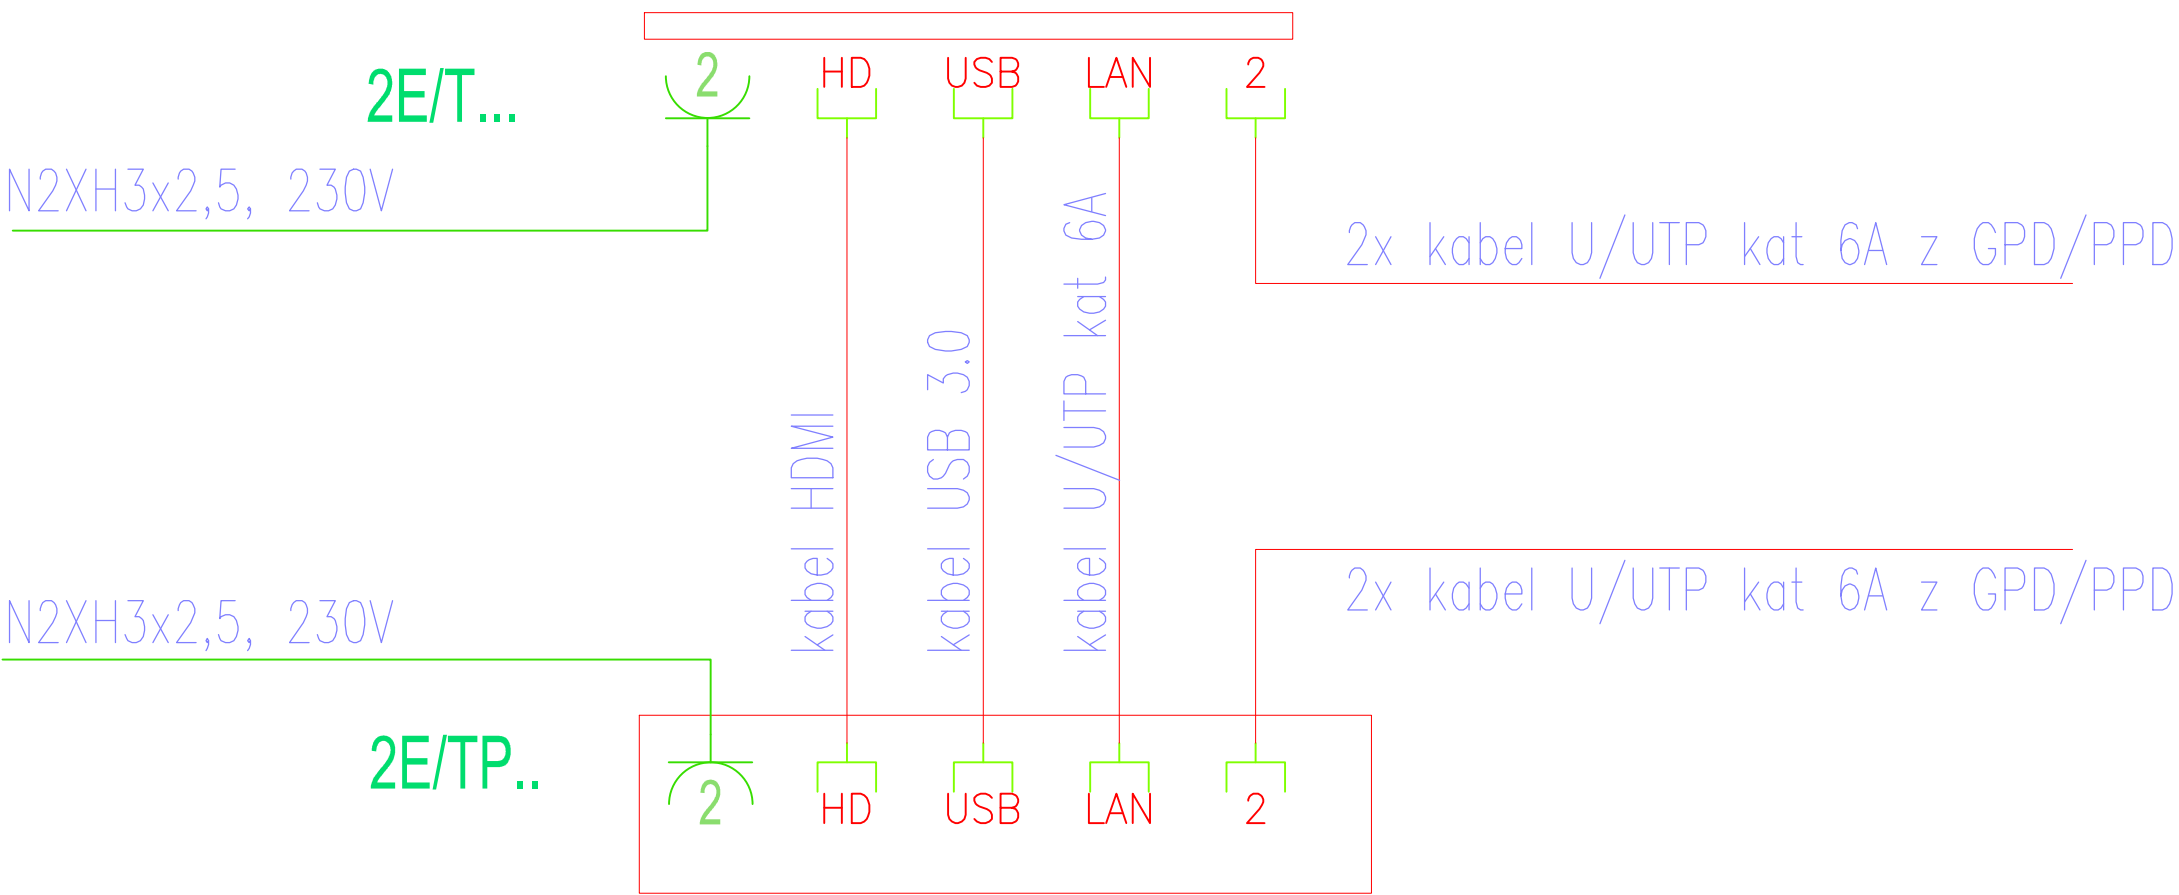 2 HD USB LAN 2
2E/T...
N2XH3x2,5, 230V
2x kabel U/UTP kat 6A z GPD/PPD
kabel HDMI
kabel USB 3.0
kabel U/UTP kat 6A
2x kabel U/UTP kat 6A z GPD/PPD
N2XH3x2,5, 230V
2E/TP..
2 HD USB LAN 2